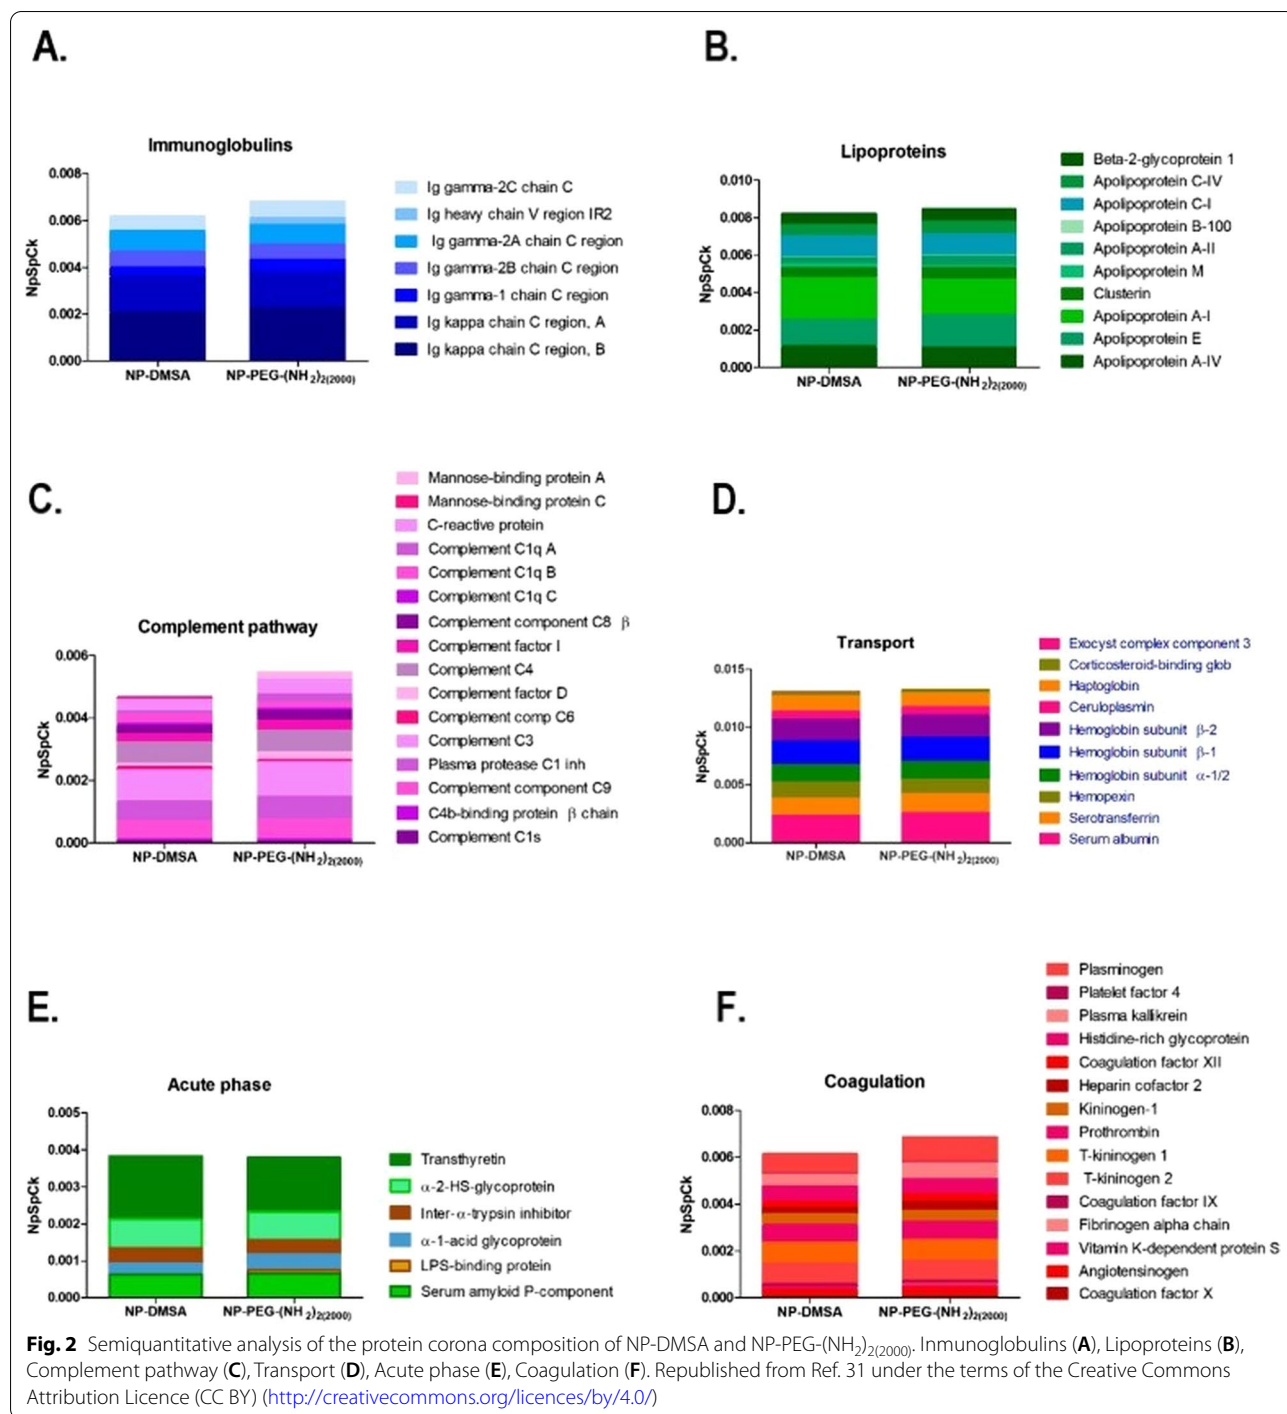 A.
Immunoglobulins
NpSpCk
0.008
0.006
0.004
0.002
0.000
NP-DMSA
NP-PEG-(NH2)2(2000)
Ig gamma-2C chain C
Ig heavy chain V region IR2
Ig gamma-2A chain C region
Ig gamma-2B chain C region
Ig gamma-1 chain C region
Ig kappa chain C region, A
Ig kappa chain C region, B
B.
Lipoproteins
NpSpCk
0.010
0.008
0.006
0.004
0.002
0.000
NP-DMSA
NP-PEG-(NH2)2(2000)
Beta-2-glycoprotein 1
Apolipoprotein C-IV
Apolipoprotein C-I
Apolipoprotein B-100
Apolipoprotein A-II
Apolipoprotein M
Clusterin
Apolipoprotein A-I
Apolipoprotein E
Apolipoprotein A-IV
C.
Complement pathway
NpSpCk
0.006
0.004
0.002
0.000
NP-DMSA
NP-PEG-(NH2)2(2000)
Mannose-binding protein A
Mannose-binding protein C
C-reactive protein
Complement C1q A
Complement C1q B
Complement C1q C
Complement component C8 β
Complement factor I
Complement C4
Complement factor D
Complement comp C6
Complement C3
Plasma protease C1 inh
Complement component C9
C4b-binding protein β chain
Complement C1s
D.
Transport
NpSpCk
0.015
0.010
0.005
0.000
NP-DMSA
NP-PEG-(NH2)2(2000)
Exocyst complex component 3
Corticosteroid-binding glob
Haptoglobin
Ceruloplasmin
Hemoglobin subunit β-2
Hemoglobin subunit β-1
Hemoglobin subunit α-1/2
Hemopexin
Serotransferrin
Serum albumin
E.
Acute phase
NpSpCk
0.005
0.004
0.003
0.002
0.001
0.000
NP-DMSA
NP-PEG-(NH2)2(2000)
Transthyretin
α-2-HS-glycoprotein
Inter-α-trypsin inhibitor
α-1-acid glycoprotein
LPS-binding protein
Serum amyloid P-component
F.
Coagulation
NpSpCk
0.008
0.006
0.004
0.002
0.000
NP-DMSA
NP-PEG-(NH2)2(2000)
Plasminogen
Platelet factor 4
Plasma kallikrein
Histidine-rich glycoprotein
Coagulation factor XII
Heparin cofactor 2
Kininogen-1
Prothrombin
T-kininogen 1
T-kininogen 2
Coagulation factor IX
Fibrinogen alpha chain
Vitamin K-dependent protein S
Angiotensinogen
Coagulation factor X
Fig. 2 Semiquantitative analysis of the protein corona composition of NP-DMSA and NP-PEG-(NH2)2(2000). Inmunoglobulins (A), Lipoproteins (B),
Complement pathway (C), Transport (D), Acute phase (E), Coagulation (F). Republished from Ref. 31 under the terms of the Creative Commons
Attribution Licence (CC BY) (http://creativecommons.org/licences/by/4.0/)